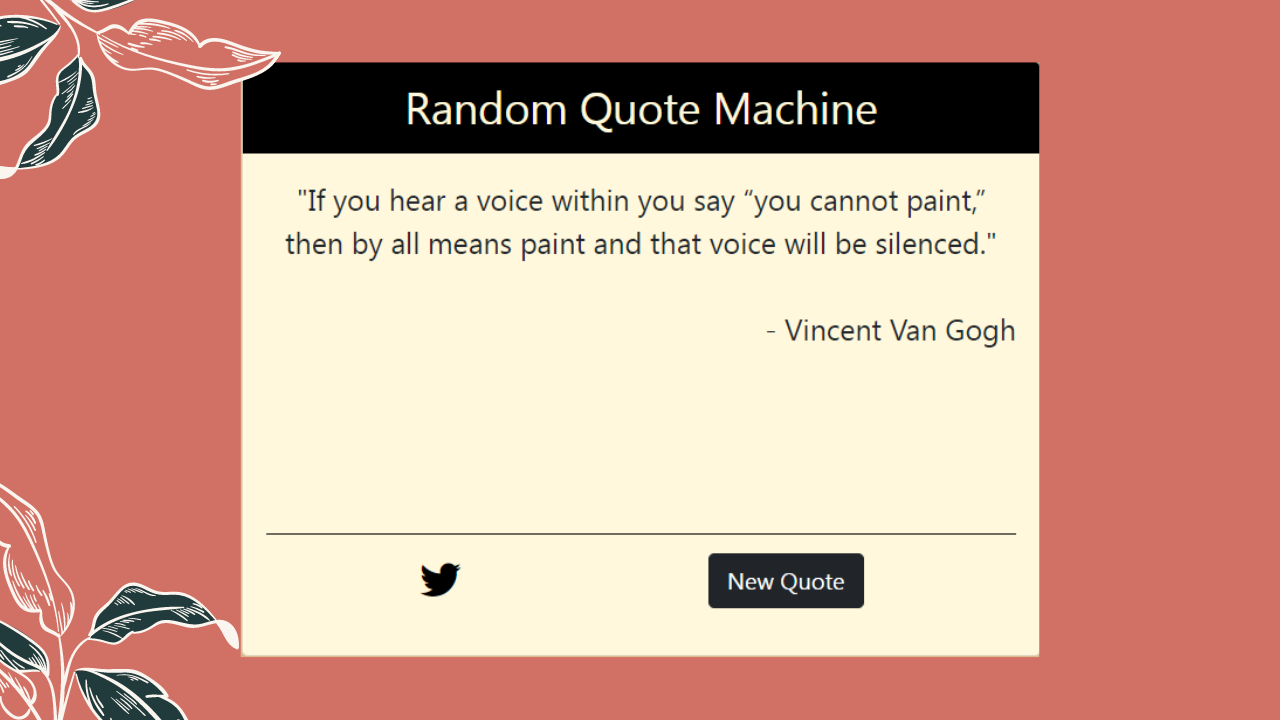 Random Quote Machine
"If you hear a voice within you say “you cannot paint,”
then by all means paint and that voice will be silenced."
- Vincent Van Gogh
New Quote